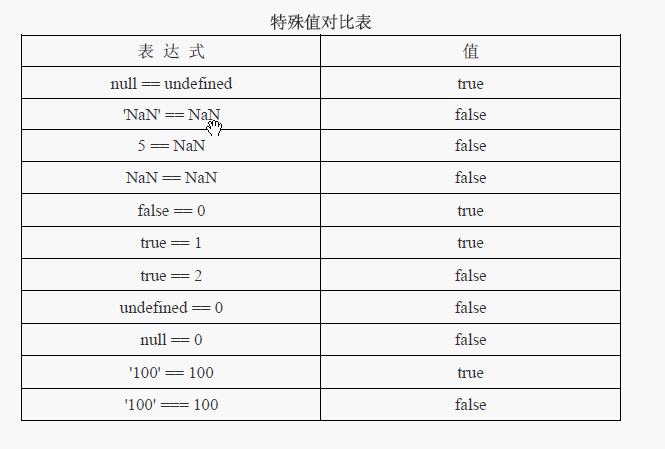 特殊值对比表
表 达 式 值
null == undefined true
'NaN' == NaN false
5 == NaN false
NaN == NaN false
false == 0 true
true == 1 true
true == 2 false
undefined == 0 false
null == 0 false
'100' == 100 true
'100' === 100 false